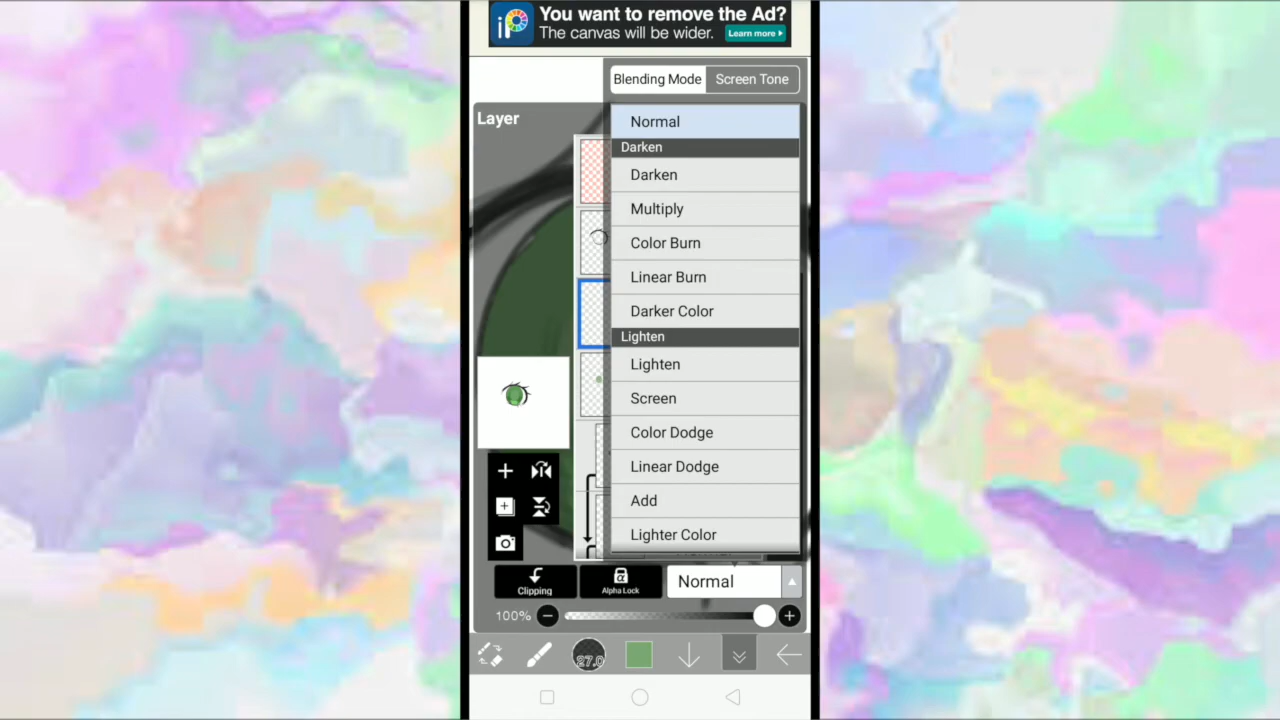 You want to remove the Ad?
The canvas will be wider.
Learn more
Blending Mode
Screen Tone
Layer
Normal
Darken
Darken
Multiply
Color Burn
Linear Burn
Darker Color
Lighten
Lighten
Screen
Color Dodge
Linear Dodge
Add
Lighter Color
Clipping
Alpha Lock
Normal
100%
27.0